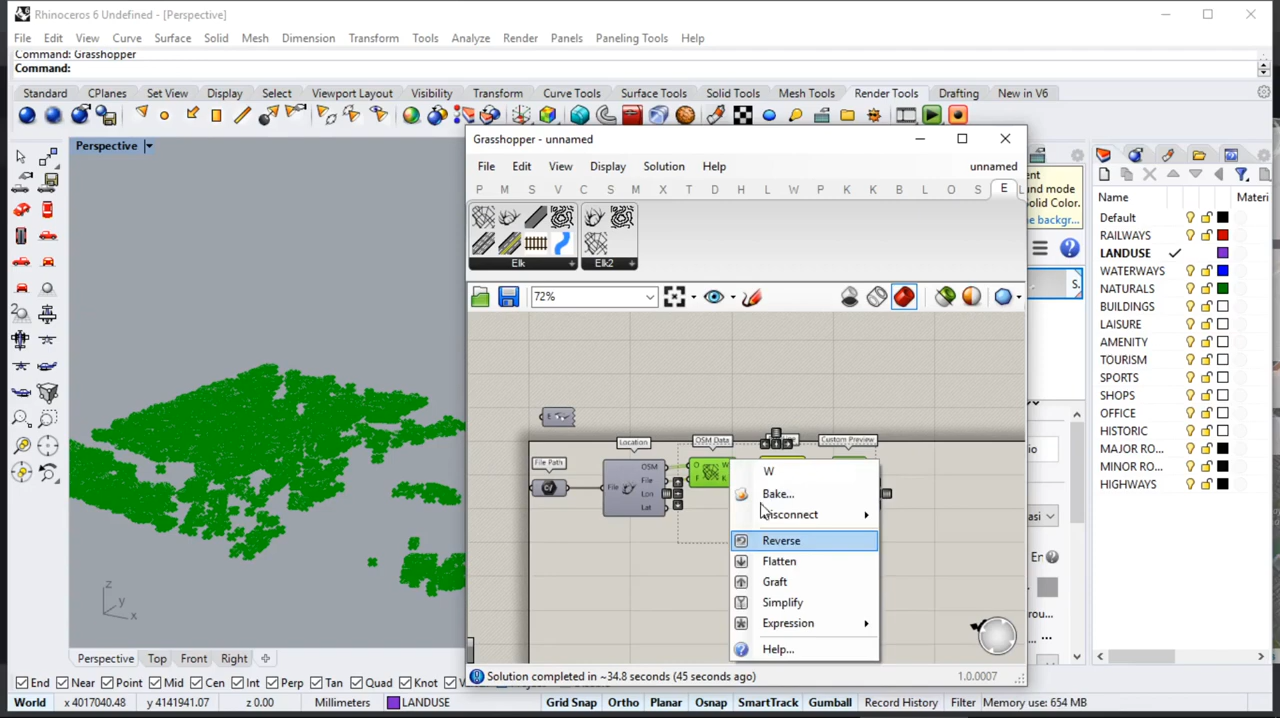 Rhinoceros 6 Undefined - [Perspective]
File Edit View Curve Surface Solid Mesh Dimension Transform Tools Analyze Render Panels Paneling Tools Help
Command: Grasshopper
Command:
Standard CPlanes Set View Display Select Viewport Layout Visibility Transform Curve Tools Surface Tools Solid Tools Mesh Tools Render Tools Drafting New in V6
Perspective
Grasshopper - unnamed
File Edit View Display Solution Help unnamed
P M S V C S M X T D H L W P K K B L O S E
Elk Elk2
72%
Location OSM Data Custom Preview
File Path
File OSM File Lon Lat
O F W K
W
Bake...
Disconnect
Reverse
Flatten
Graft
Simplify
Expression
Help...
Solution completed in ~34.8 seconds (45 seconds ago) 1.0.0007
ent
and mode
Solid Color.
e backgr...
S.
Name Materi
Default
RAILWAYS
LANDUSE
WATERWAYS
NATURALS
BUILDINGS
LAISURE
AMENITY
TOURISM
SPORTS
SHOPS
OFFICE
HISTORIC
MAJOR RO...
MINOR RO...
HIGHWAYS
z y x
Perspective Top Front Right
End Near Point Mid Cen Int Perp Tan Quad Knot
World x 4017040.48 y 4141941.07 z 0.00 Millimeters LANDUSE Grid Snap Ortho Planar Osnap SmartTrack Gumball Record History Filter Memory use: 654 MB